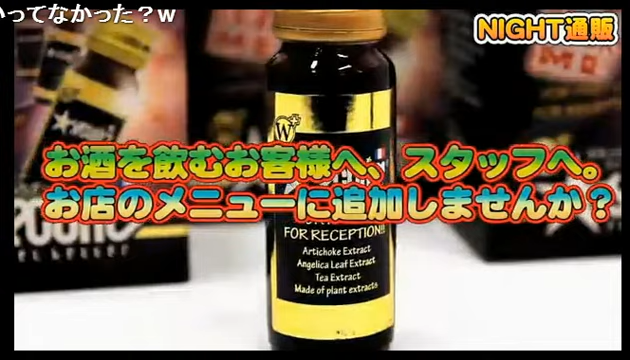 ってなかった？w
NIGHT通販
お酒を飲むお客様へ、スタッフへ。
お店のメニューに追加しませんか？
W
FOR RECEPTION!!
Artichoke Extract
Angelica Leaf Extract
Tea Extract
Made of plant extracts